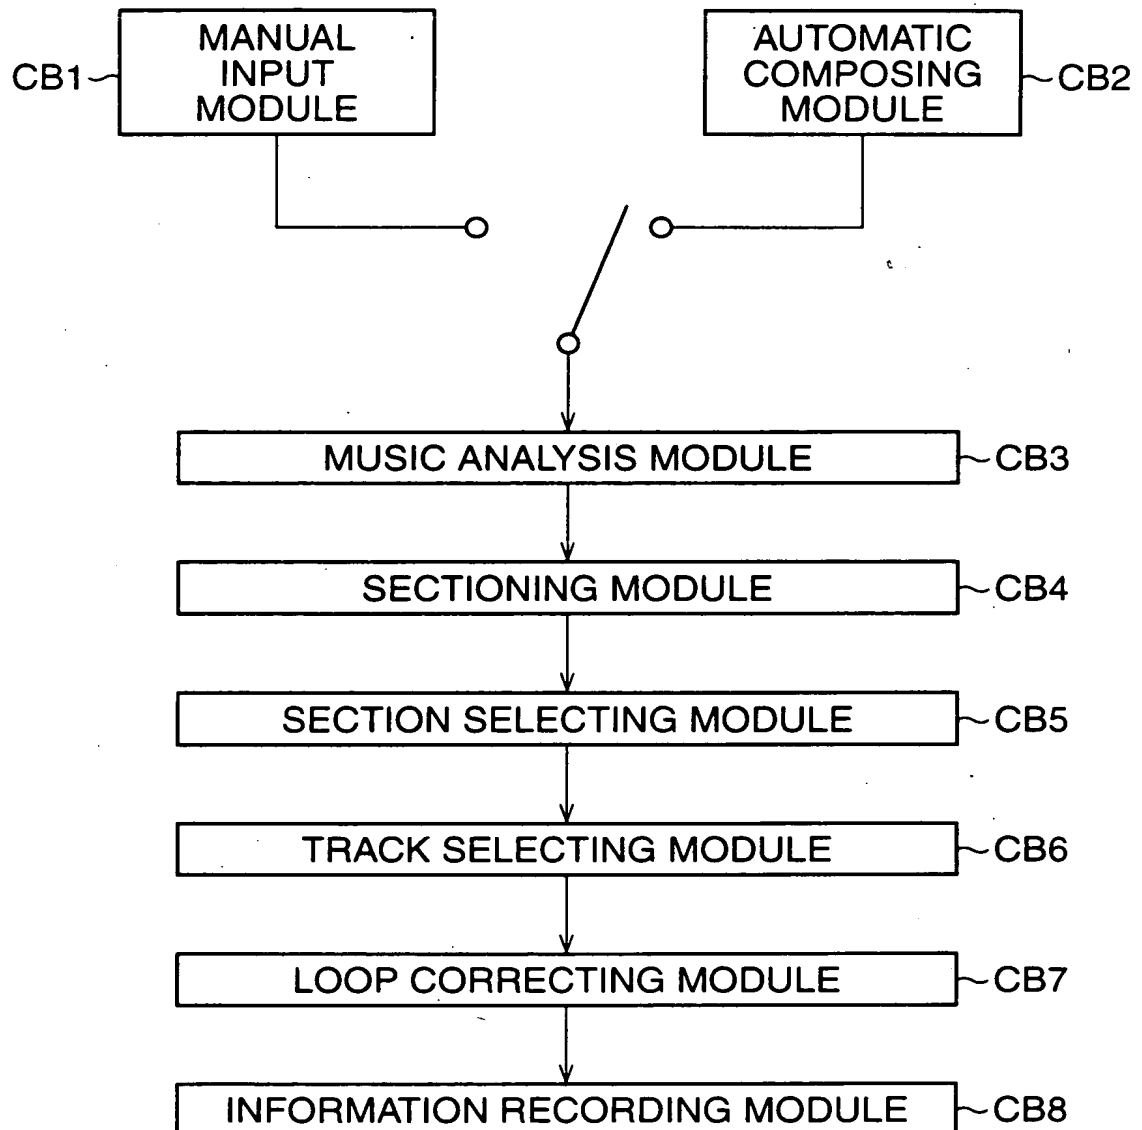 MANUAL
INPUT
MODULE
CB1
AUTOMATIC
COMPOSING
MODULE
CB2
MUSIC ANALYSIS MODULE
CB3
SECTIONING MODULE
CB4
SECTION SELECTING MODULE
CB5
TRACK SELECTING MODULE
CB6
LOOP CORRECTING MODULE
CB7
INFORMATION RECORDING MODULE
CB8